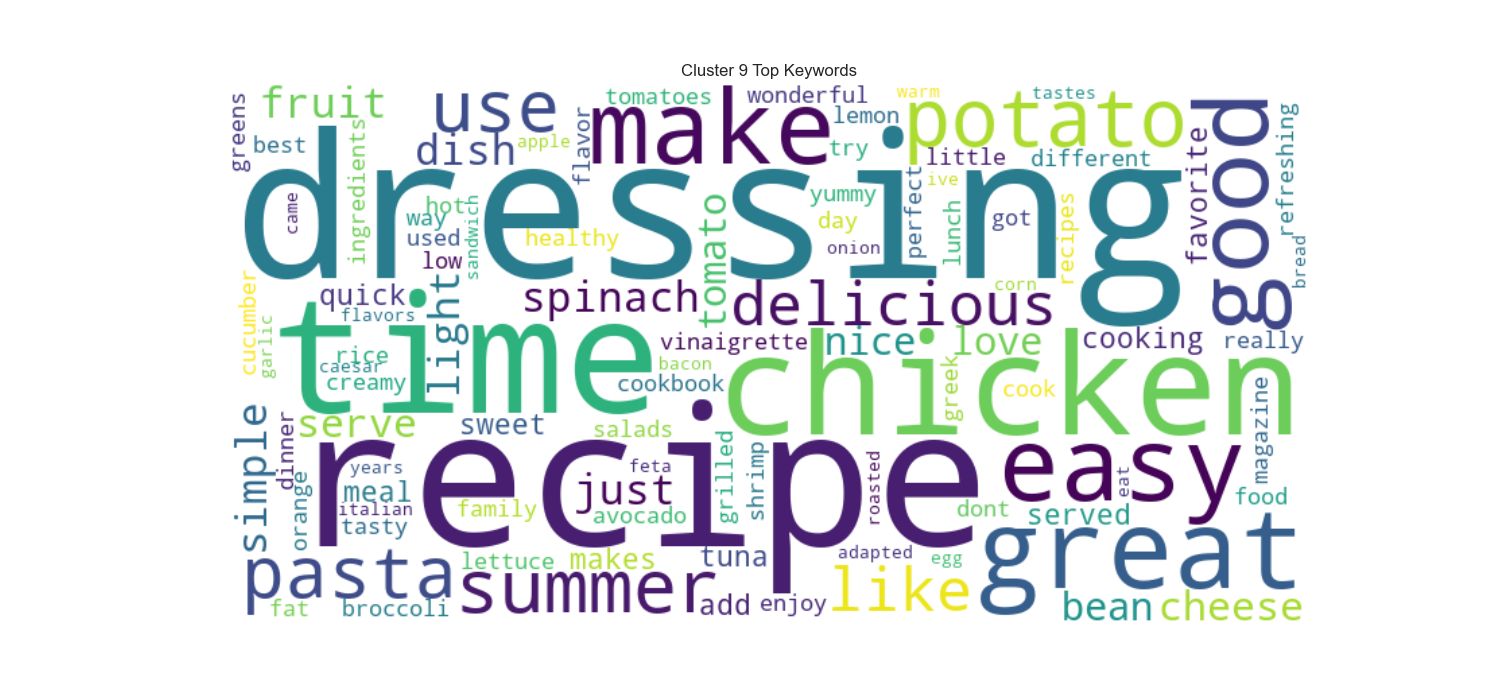 Cluster 9 Top Keywords
greens
fruit
best
ingredients
came
use
dish
apple
flavor
tomatoes
make
wonderful
lemon
try
warm
potato
tastes
little
different
favorite
good
refreshing
bread
dressing
way
hot
used
low
sandwich
healthy
tomato
yummy
day
onion
perfect
ive
lunch
got
recipes
cucumber
garlic
quick
flavors
light
spinach
delicious
corn
time
rice
caesar
creamy
vinaigrette
bacon
cookbook
nice
love
cooking
really
chicken
greek
cook
magazine
simple
dinner
serve
sweet
salads
orange
years
meal
italian
tasty
family
recipe
just
feta
avocado
grilled
shrimp
roasted
dont
easy
eat
food
served
pasta
fat
broccoli
lettuce
makes
summer
tuna
add
enjoy
adapted
egg
like
great
bean
cheese